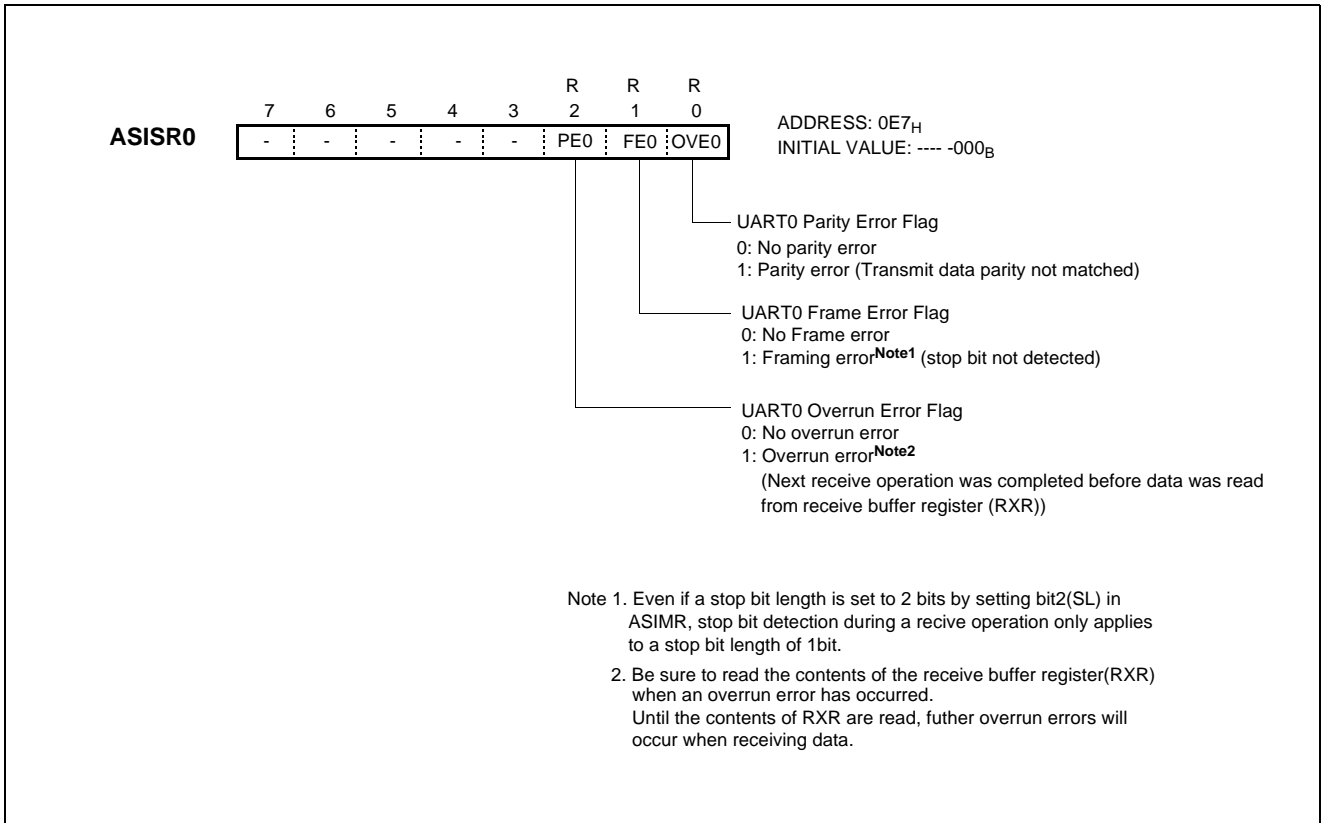 R R R
7 6 5 4 3 2 1 0
ASISR0 - - - - - PE0 FE0 OVE0
ADDRESS: 0E7H
INITIAL VALUE: ---- -000B
UART0 Parity Error Flag
0: No parity error
1: Parity error (Transmit data parity not matched)
UART0 Frame Error Flag
0: No Frame error
1: Framing errorNote1 (stop bit not detected)
UART0 Overrun Error Flag
0: No overrun error
1: Overrun errorNote2
(Next receive operation was completed before data was read
from receive buffer register (RXR))
Note 1. Even if a stop bit length is set to 2 bits by setting bit2(SL) in
ASIMR, stop bit detection during a recive operation only applies
to a stop bit length of 1bit.
2. Be sure to read the contents of the receive buffer register(RXR)
when an overrun error has occurred.
Until the contents of RXR are read, futher overrun errors will
occur when receiving data.